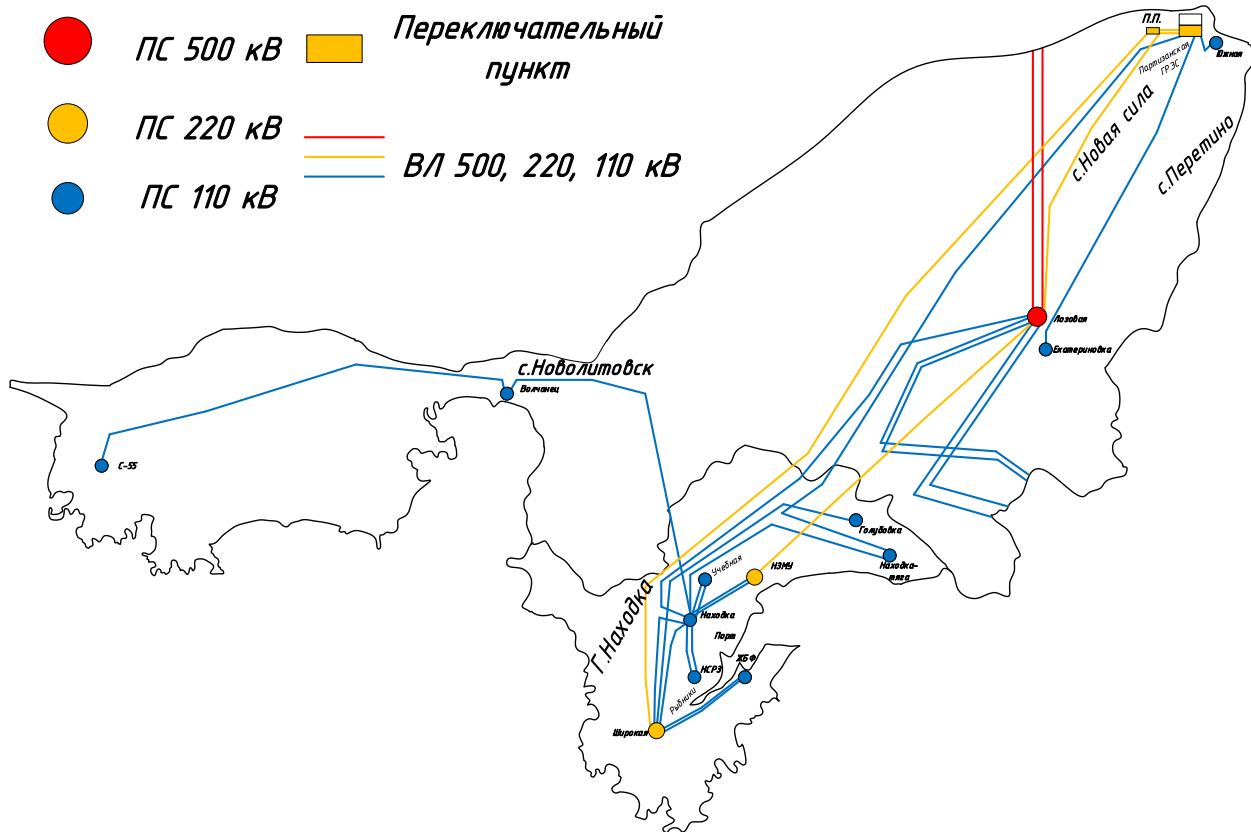 ПС 500 кВ
Переключательный
пункт
ПС 220 кВ
ВЛ 500, 220, 110 кВ
ПС 110 кВ
П.П.
Партизанская
ГРЭС
Южная
с.Новая сила
с.Перетино
Лозовая
Екатериновка
с.Новолитовск
Волчанец
С-55
Голубовка
Находка-
тяга
НЗМУ
Учебная
Г.Находка
Находка
Порт
ЖБФ
НСРЗ
Рыбники
Широкая